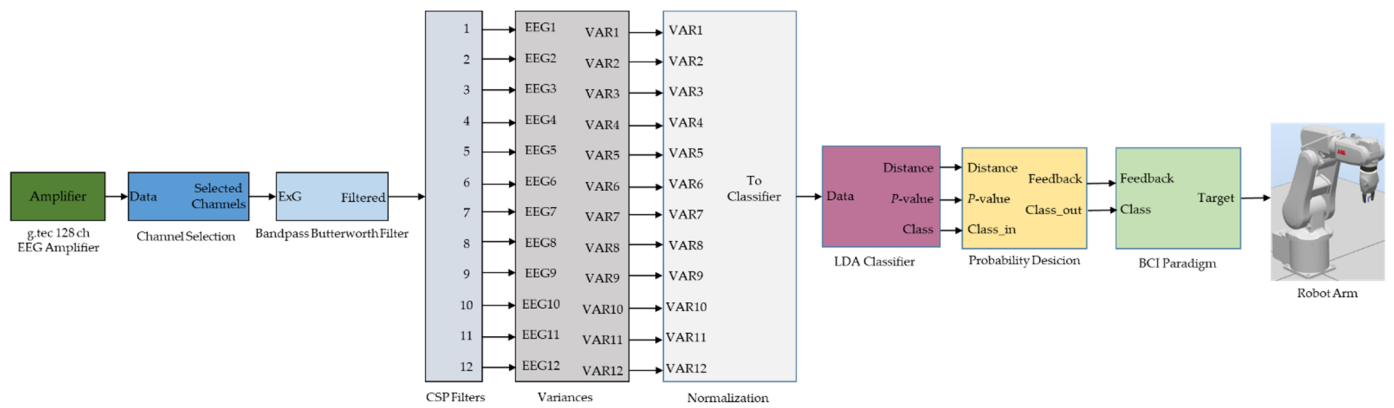 Amplifier
g.tec 128 ch
EEG Amplifier
Data
Selected
Channels
Channel Selection
ExG
Filtered
Bandpass Butterworth Filter
1
2
3
4
5
6
7
8
9
10
11
12
CSP Filters
EEG1
EEG2
EEG3
EEG4
EEG5
EEG6
EEG7
EEG8
EEG9
EEG10
EEG11
EEG12
VAR1
VAR2
VAR3
VAR4
VAR5
VAR6
VAR7
VAR8
VAR9
VAR10
VAR11
VAR12
Variances
VAR1
VAR2
VAR3
VAR4
VAR5
VAR6
VAR7
VAR8
VAR9
VAR10
VAR11
VAR12
To
Classifier
Normalization
Data
Distance
P-value
Class
LDA Classifier
Distance
P-value
Class_in
Feedback
Class_out
Probability Desicion
Feedback
Class
Target
BCI Paradigm
ABB
Robot Arm